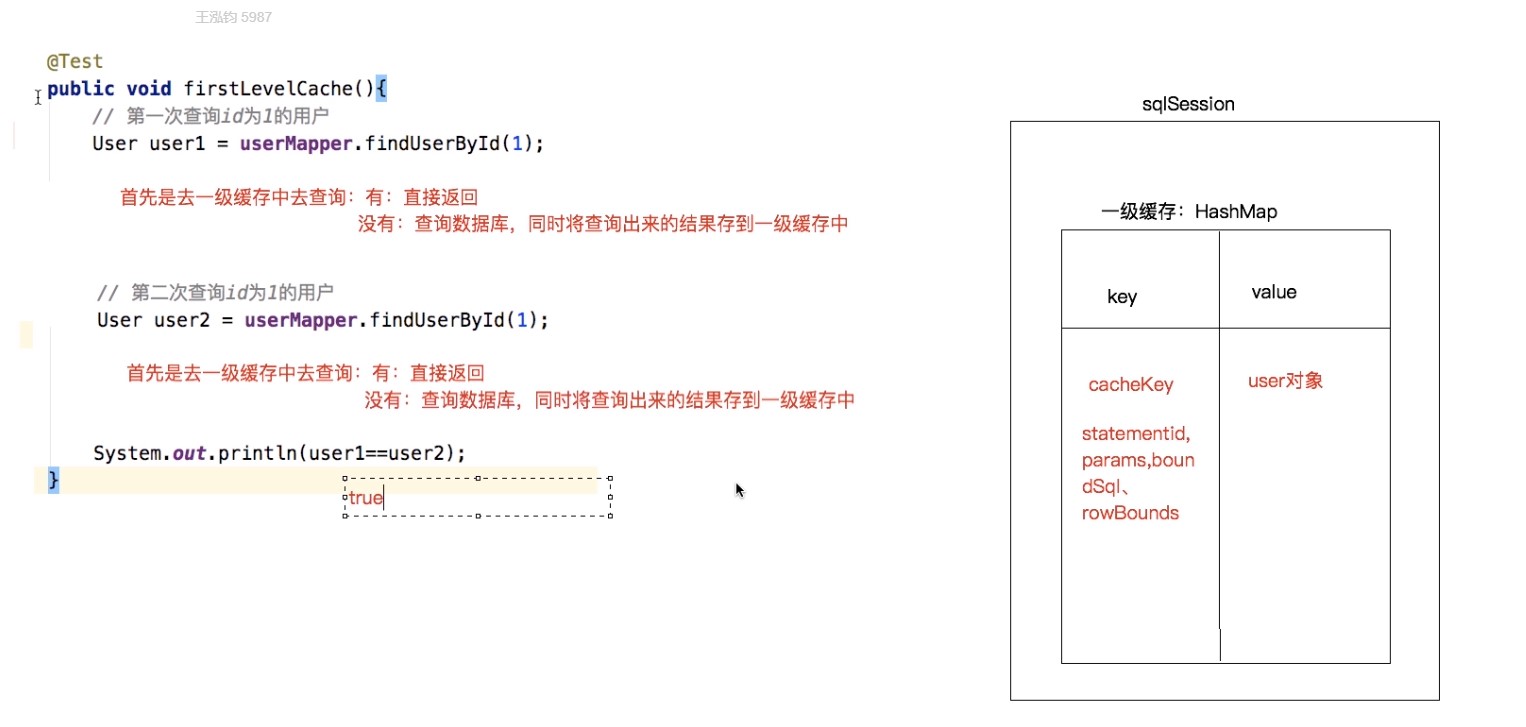 王泓钧 5987
@Test
public void firstLevelCache(){
// 第一次查询id为1的用户
User user1 = userMapper.findUserById(1);
首先是去一级缓存中去查询：有：直接返回
没有：查询数据库，同时将查询出来的结果存到一级缓存中
// 第二次查询id为1的用户
User user2 = userMapper.findUserById(1);
首先是去一级缓存中去查询：有：直接返回
没有：查询数据库，同时将查询出来的结果存到一级缓存中
System.out.println(user1==user2);
}
true
sqlSession
一级缓存：HashMap
key
value
cacheKey
user对象
statementid,
params,boun
dSql、
rowBounds